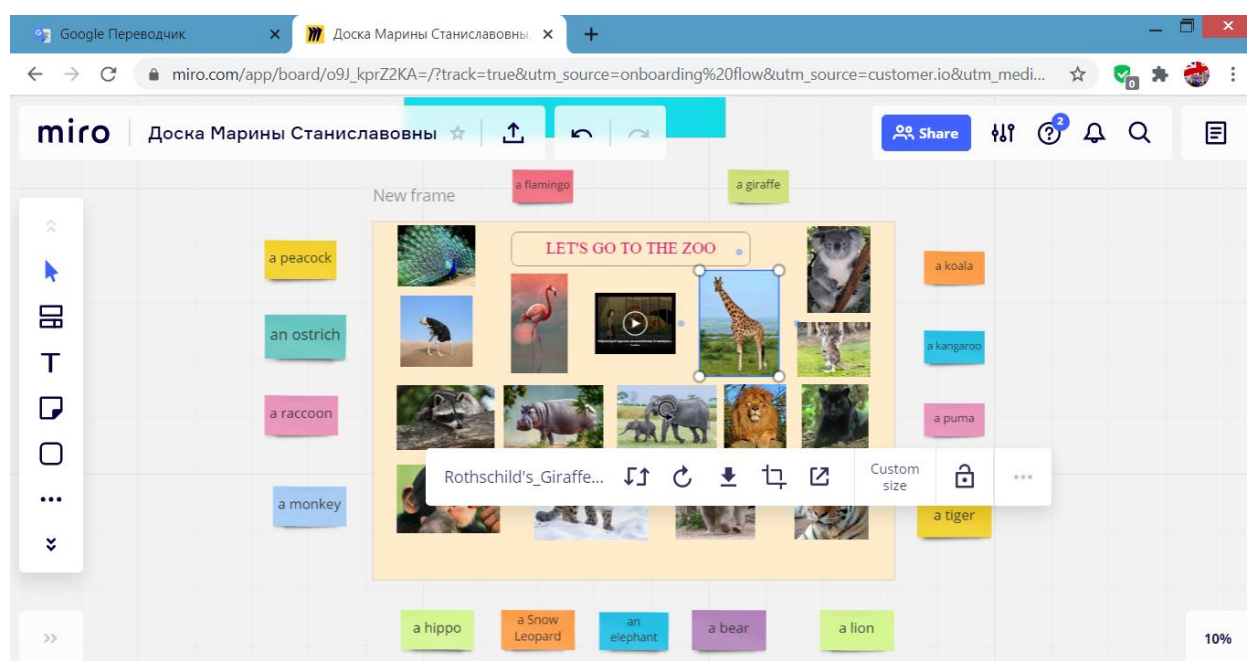 Google Переводчик
Доска Марины Станиславовны
miro.com/app/board/o9J_kprZ2KA=/?track=true&utm_source=onboarding%20flow&utm_source=customer.io&utm_medi...
0
miro
Доска Марины Станиславовны
Share
2
New frame
a flamingo
a giraffe
LET'S GO TO THE ZOO
a peacock
a koala
an ostrich
a kangaroo
a raccoon
a puma
Rothschild's_Giraffe...
Custom
size
a monkey
a tiger
a hippo
a Snow
Leopard
an
elephant
a bear
a lion
10%